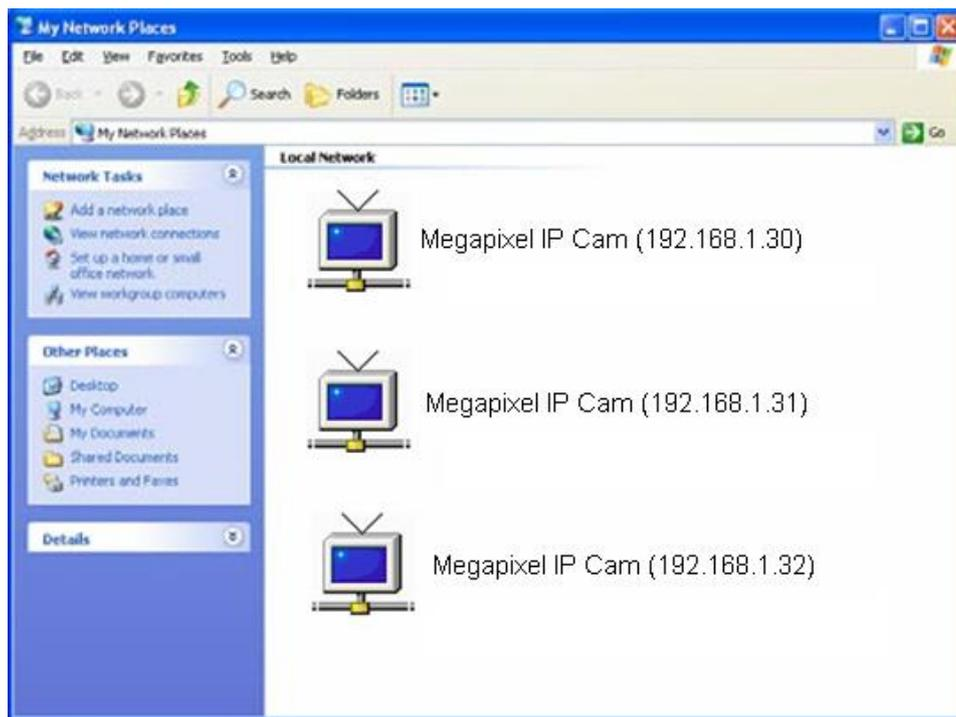 My Network Places
File Edit View Favorites Tools Help
Back Search Folders
Address My Network Places Go
Network Tasks
Add a network place
View network connections
Set up a home or small
office network
View workgroup computers
Other Places
Desktop
My Computer
My Documents
Shared Documents
Printers and Faxes
Details
Local Network
Megapixel IP Cam (192.168.1.30)
Megapixel IP Cam (192.168.1.31)
Megapixel IP Cam (192.168.1.32)